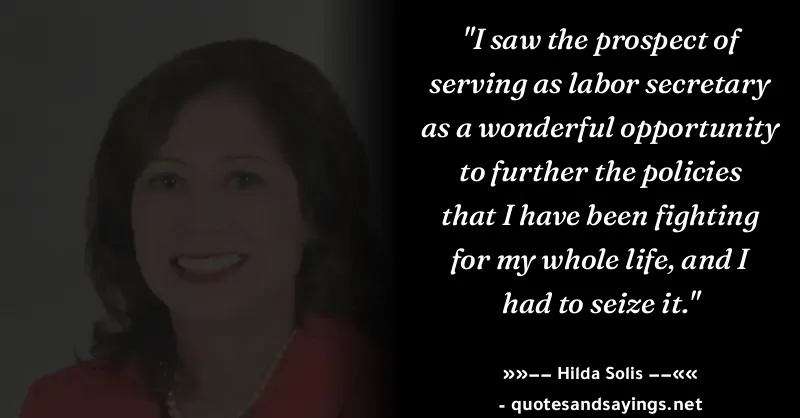 "I saw the prospect of
serving as labor secretary
as a wonderful opportunity
to further the policies
that I have been fighting
for my whole life, and I
had to seize it."
»»−− Hilda Solis −−««
- quotesandsayings.net